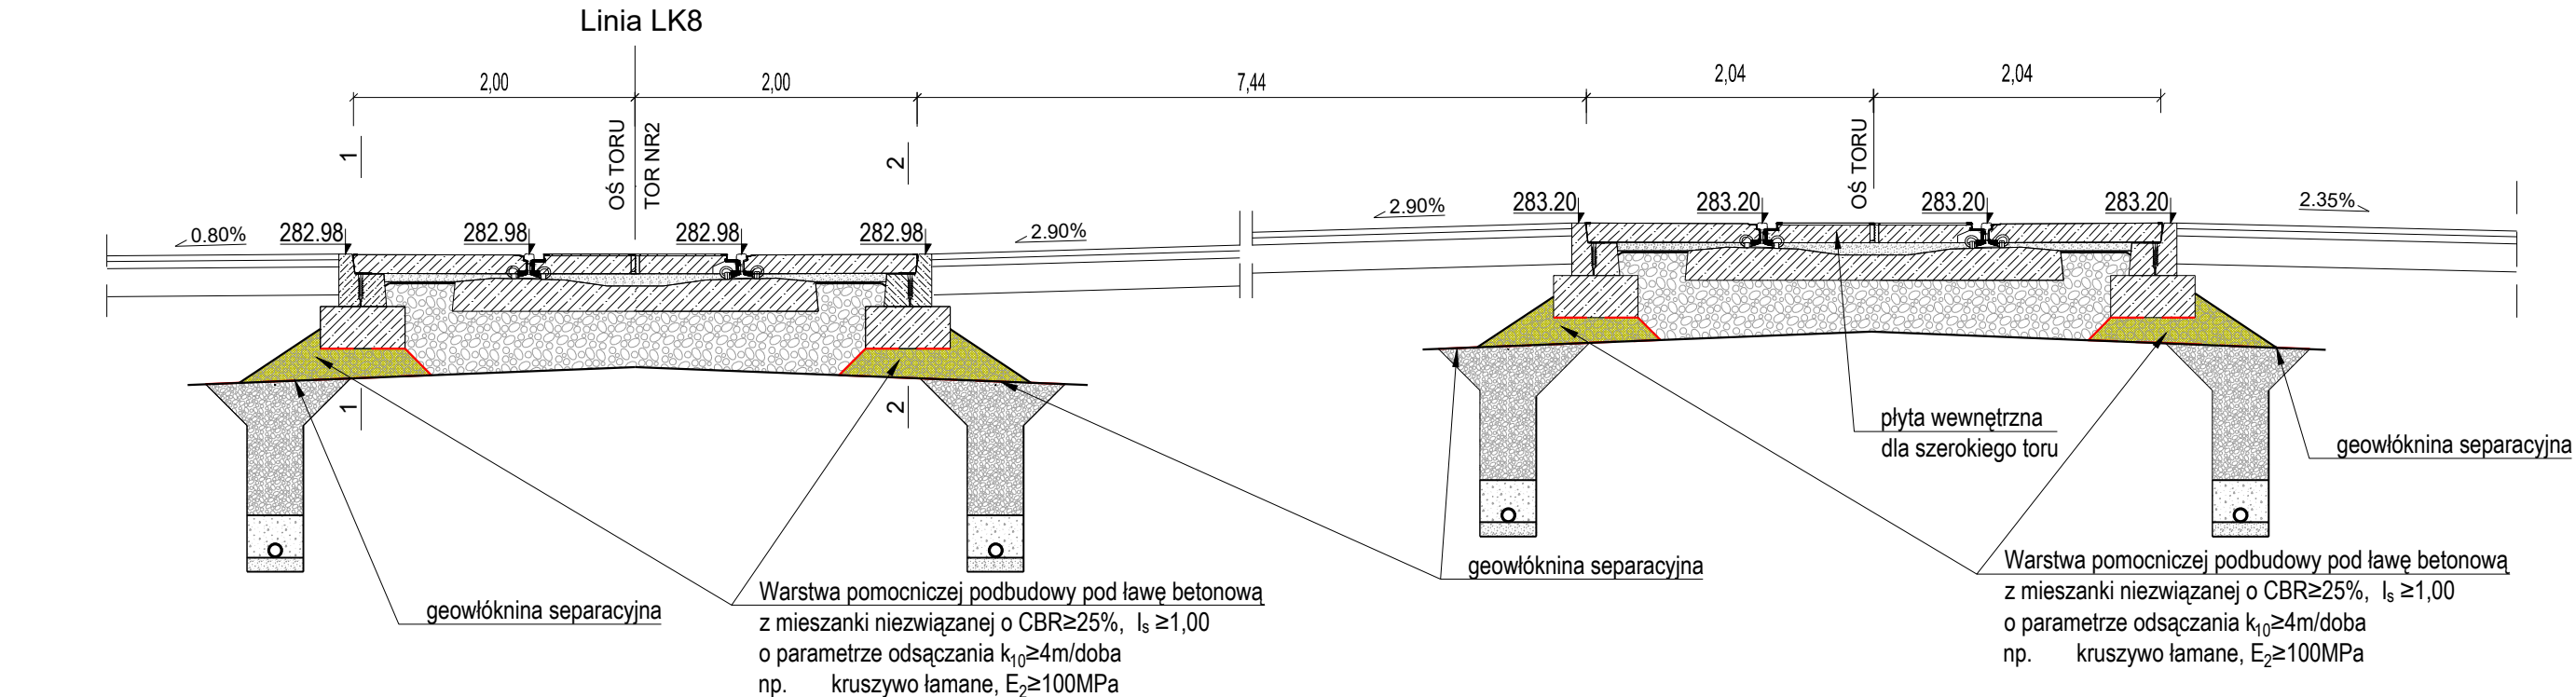 Linia LK8
2,00
2,00
7,44
2,04
2,04
1
OŚ TORU
TOR NR2
2
OŚ TORU
0.80%
282.98
282.98
282.98
282.98
2.90%
2.90%
283.20
283.20
283.20
283.20
2.35%
1
2
płyta wewnętrzna
dla szerokiego toru
geowłóknina separacyjna
geowłóknina separacyjna
geowłóknina separacyjna
Warstwa pomocniczej podbudowy pod ławę betonową
z mieszanki niezwiązanej o CBR≥25%, Iₛ ≥1,00
o parametrze odsączania k₁₀≥4m/doba
np. kruszywo łamane, E₂≥100MPa
Warstwa pomocniczej podbudowy pod ławę betonową
z mieszanki niezwiązanej o CBR≥25%, Iₛ ≥1,00
o parametrze odsączania k₁₀≥4m/doba
np. kruszywo łamane, E₂≥100MPa